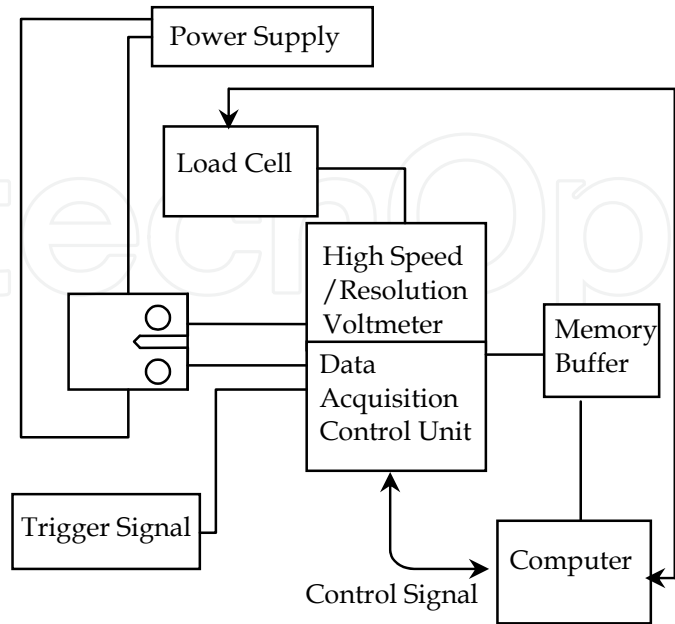 Power Supply
Load Cell
High Speed
/Resolution
Voltmeter
Memory
Buffer
Data
Acquisition
Control Unit
Trigger Signal
Computer
Control Signal